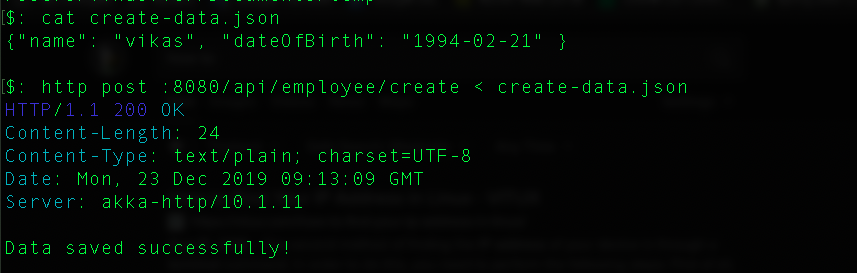 $: cat create-data.json
{"name": "vikas", "dateOfBirth": "1994-02-21" }
$: http post :8080/api/employee/create < create-data.json
HTTP/1.1 200 OK
Content-Length: 24
Content-Type: text/plain; charset=UTF-8
Date: Mon, 23 Dec 2019 09:13:09 GMT
Server: akka-http/10.1.11
Data saved successfully!